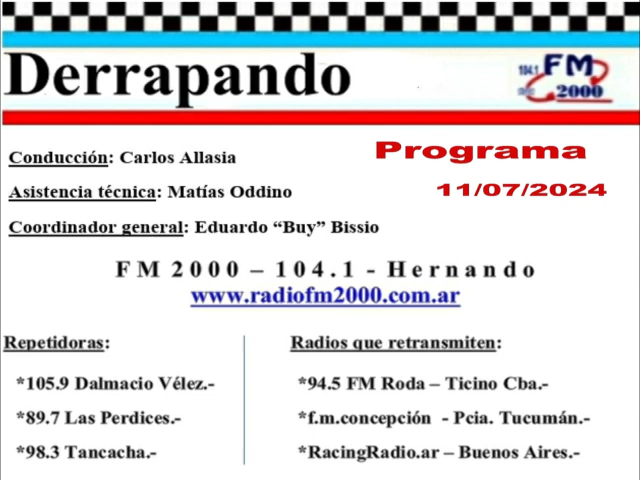 Derrapando
104.1 FM
2000
Programa
Conducción: Carlos Allasia
11/07/2024
Asistencia técnica: Matías Oddino
Coordinador general: Eduardo “Buy” Bissio
FM 2000 – 104.1 - Hernando
www.radiofm2000.com.ar
Repetidoras:
*105.9 Dalmacio Vélez.-
*89.7 Las Perdices.-
*98.3 Tancacha.-
Radios que retransmiten:
*94.5 FM Roda – Ticino Cba.-
*f.m.concepción - Pcia. Tucumán.-
*RacingRadio.ar – Buenos Aires.-